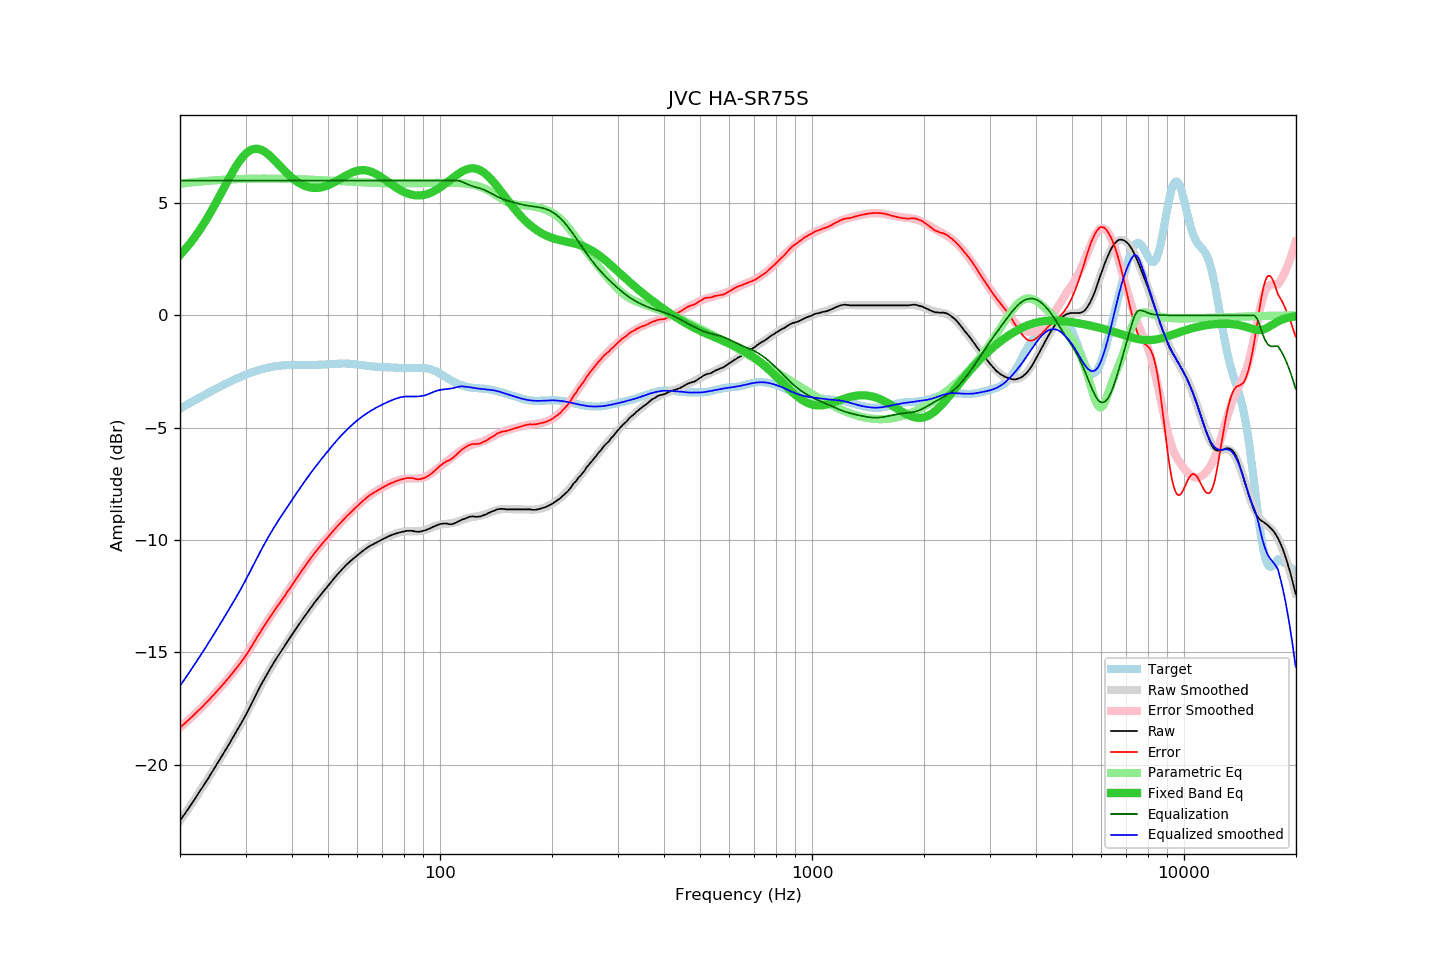 JVC HA-SR75S
Amplitude (dBr)
5
0
−5
−10
−15
−20
100
1000
10000
Frequency (Hz)
Target
Raw Smoothed
Error Smoothed
Raw
Error
Parametric Eq
Fixed Band Eq
Equalization
Equalized smoothed